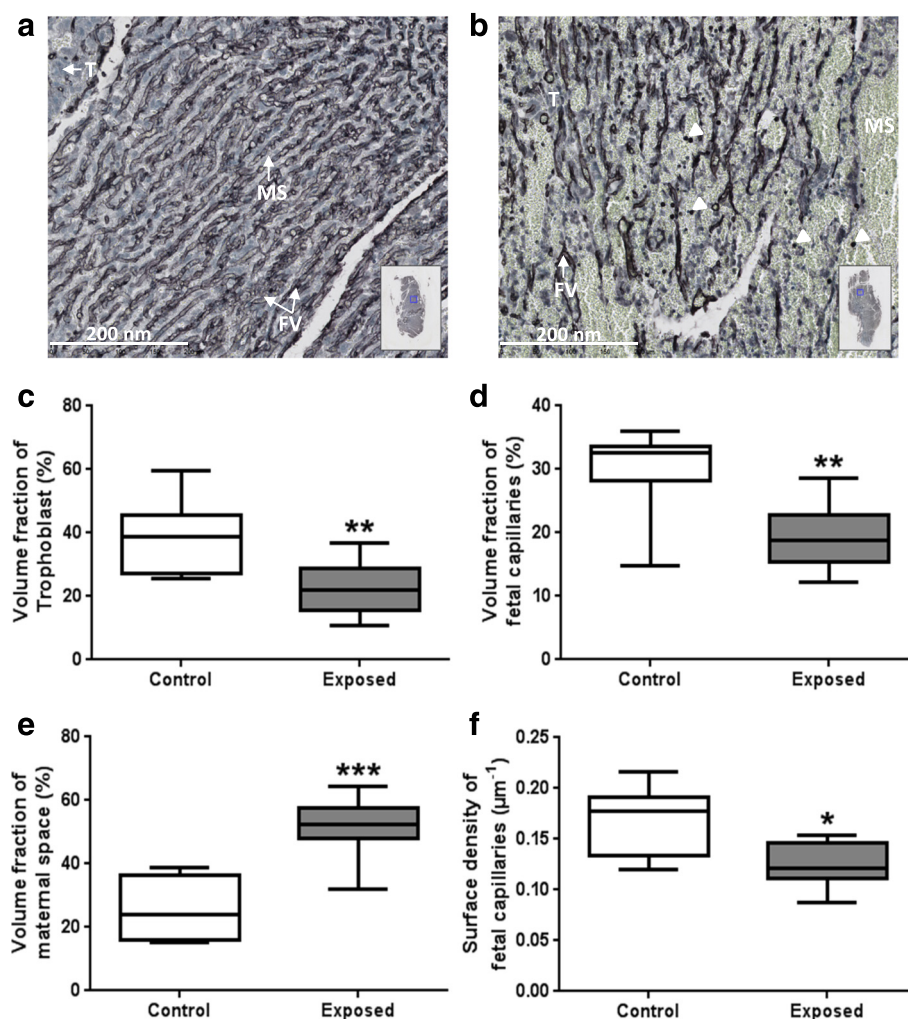 a
T
MS
FV
200 nm
b
T
MS
FV
200 nm
c
Volume fraction of
Trophoblast (%)
80
60
40
20
0
**
Control
Exposed
d
Volume fraction of
fetal capillaries (%)
40
30
20
10
0
**
Control
Exposed
e
Volume fraction of
maternal space (%)
80
60
40
20
0
***
Control
Exposed
f
Surface density of
fetal capillaries (µm⁻¹)
0.25
0.20
0.15
0.10
0.05
0.00
*
Control
Exposed